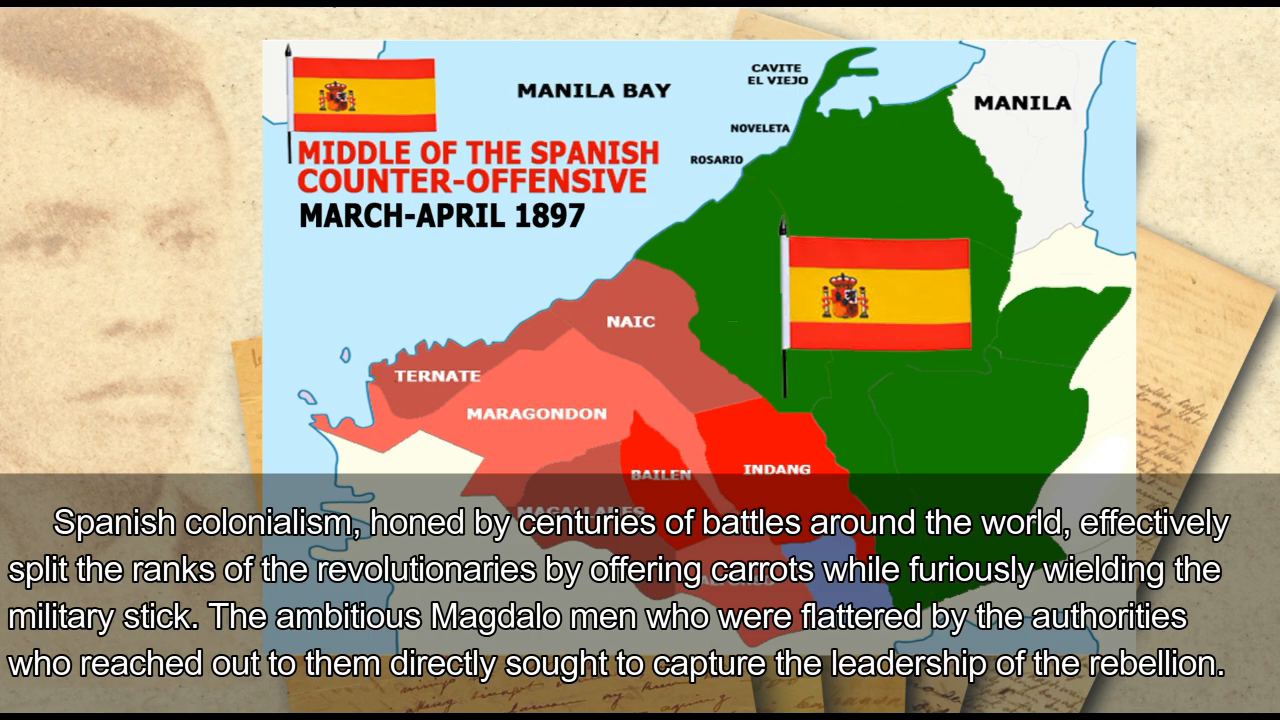 CAVITE
EL VIEJO
MANILA BAY
MANILA
NOVELETA
ROSARIO
MIDDLE OF THE SPANISH
COUNTER-OFFENSIVE
MARCH-APRIL 1897
NAIC
TERNATE
MARAGONDON
BAILEN
INDANG
MAGALLANES
Spanish colonialism, honed by centuries of battles around the world, effectively
split the ranks of the revolutionaries by offering carrots while furiously wielding the
military stick. The ambitious Magdalo men who were flattered by the authorities
who reached out to them directly sought to capture the leadership of the rebellion.